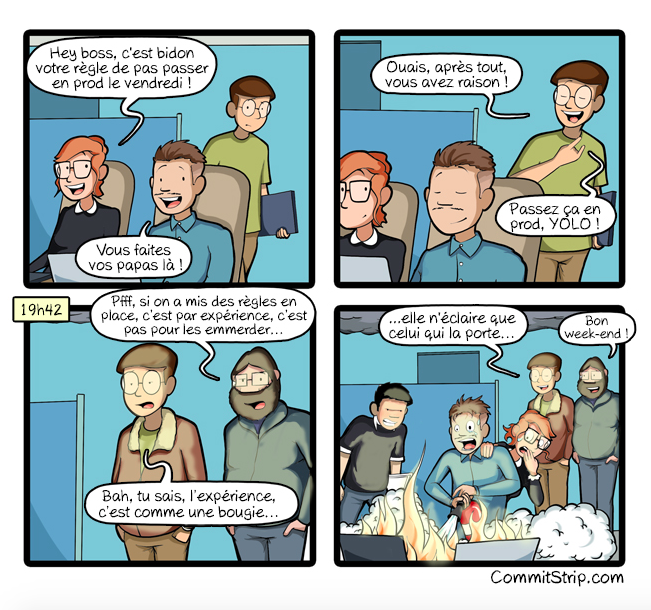 Hey boss, c'est bidon
votre règle de pas passer
en prod le vendredi !
Vous faites
vos papas là !
Ouais, après tout,
vous avez raison !
Passez ça en
prod, YOLO !
19h42
Pfff, si on a mis des règles en
place, c'est par expérience, c'est
pas pour les emmerder...
Bah, tu sais, l'expérience,
c'est comme une bougie...
...elle n'éclaire que
celui qui la porte...
Bon
week-end !
CommitStrip.com